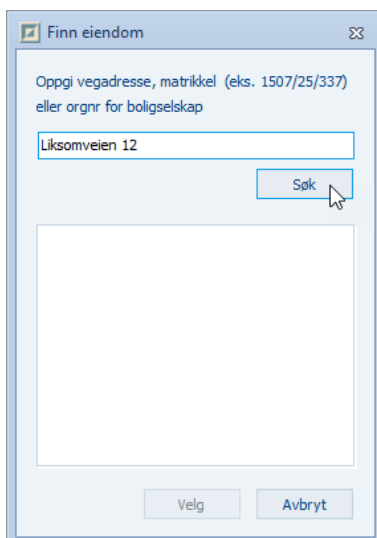 Finn eiendom
Oppgi vegadresse, matrikkel (eks. 1507/25/337)
eller orgnr for boligselskap
Liksomveien 12
Søk
Velg
Avbryt